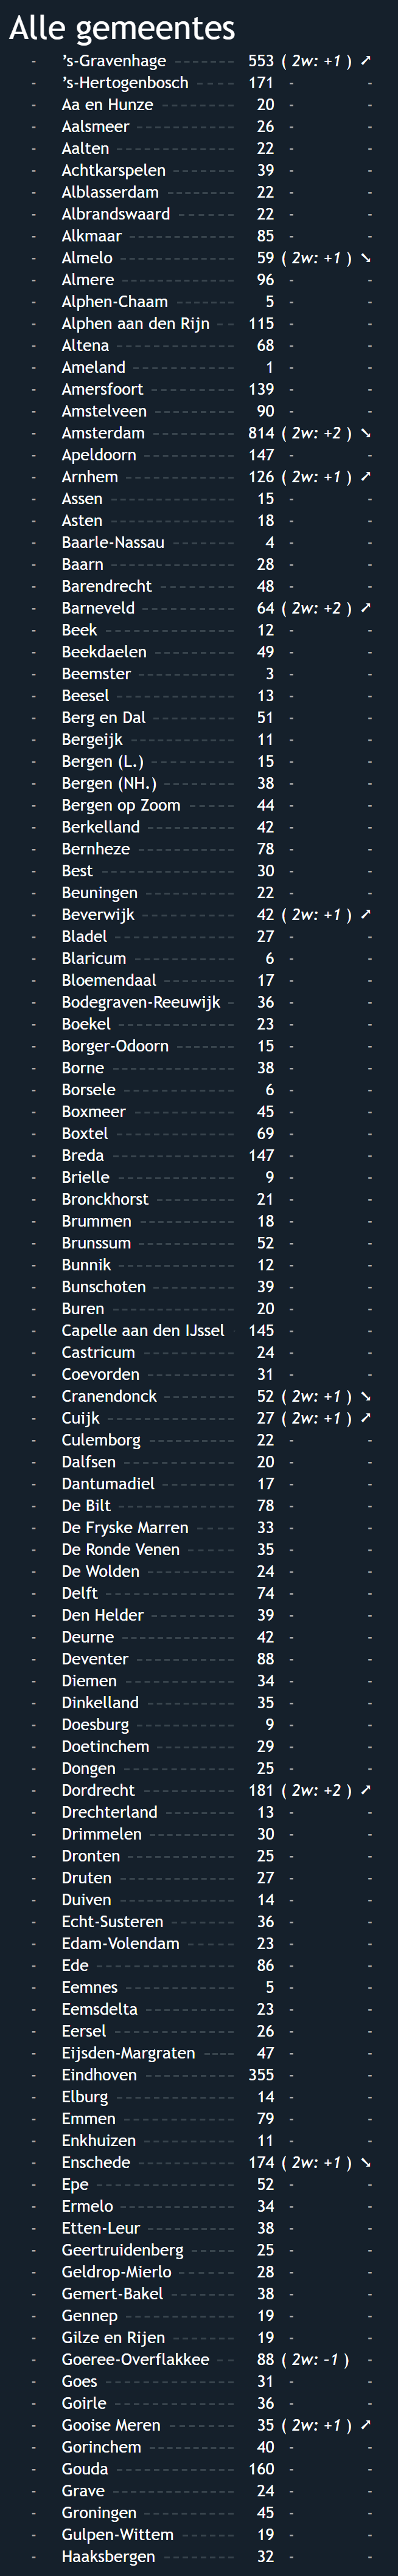 Alle gemeentes
- ’s-Gravenhage ------ 553 ( 2w: +1 ) ➚
- ’s-Hertogenbosch ------ 171 - -
- Aa en Hunze 20 - -
- Aalsmeer 26 - -
- Aalten 22 - -
- Achtkarspelen 39 - -
- Alblasserdam 22 - -
- Albrandswaard 22 - -
- Alkmaar 85 - -
- Almelo 59 ( 2w: +1 ) ➘
- Almere 96 - -
- Alphen-Chaam 5 - -
- Alphen aan den Rijn 115 - -
- Altena 68 - -
- Ameland 1 - -
- Amersfoort 139 - -
- Amstelveen 90 - -
- Amsterdam 814 ( 2w: +2 ) ➘
- Apeldoorn 147 - -
- Arnhem 126 ( 2w: +1 ) ➚
- Assen 15 - -
- Asten 18 - -
- Baarle-Nassau 4 - -
- Baarn 28 - -
- Barendrecht 48 - -
- Barneveld 64 ( 2w: +2 ) ➚
- Beek 12 - -
- Beekdaelen 49 - -
- Beemster 3 - -
- Beesel 13 - -
- Berg en Dal 51 - -
- Bergeijk 11 - -
- Bergen (L.) 15 - -
- Bergen (NH.) 38 - -
- Bergen op Zoom 44 - -
- Berkelland 42 - -
- Bernheze 78 - -
- Best 30 - -
- Beuningen 22 - -
- Beverwijk 42 ( 2w: +1 ) ➚
- Bladel 27 - -
- Blaricum 6 - -
- Bloemendaal 17 - -
- Bodegraven-Reeuwijk 36 - -
- Boekel 23 - -
- Borger-Odoorn 15 - -
- Borne 38 - -
- Borsele 6 - -
- Boxmeer 45 - -
- Boxtel 69 - -
- Breda 147 - -
- Brielle 9 - -
- Bronckhorst 21 - -
- Brummen 18 - -
- Brunssum 52 - -
- Bunnik 12 - -
- Bunschoten 39 - -
- Buren 20 - -
- Capelle aan den IJssel 145 - -
- Castricum 24 - -
- Coevorden 31 - -
- Cranendonck 52 ( 2w: +1 ) ➘
- Cuijk 27 ( 2w: +1 ) ➚
- Culemborg 22 - -
- Dalfsen 20 - -
- Dantumadiel 17 - -
- De Bilt 78 - -
- De Fryske Marren 33 - -
- De Ronde Venen 35 - -
- De Wolden 24 - -
- Delft 74 - -
- Den Helder 39 - -
- Deurne 42 - -
- Deventer 88 - -
- Diemen 34 - -
- Dinkelland 35 - -
- Doesburg 9 - -
- Doetinchem 29 - -
- Dongen 25 - -
- Dordrecht 181 ( 2w: +2 ) ➚
- Drechterland 13 - -
- Drimmelen 30 - -
- Dronten 25 - -
- Druten 27 - -
- Duiven 14 - -
- Echt-Susteren 36 - -
- Edam-Volendam 23 - -
- Ede 86 - -
- Eemnes 5 - -
- Eemsdelta 23 - -
- Eersel 26 - -
- Eijsden-Margraten 47 - -
- Eindhoven 355 - -
- Elburg 14 - -
- Emmen 79 - -
- Enkhuizen 11 - -
- Enschede 174 ( 2w: +1 ) ➘
- Epe 52 - -
- Ermelo 34 - -
- Etten-Leur 38 - -
- Geertruidenberg 25 - -
- Geldrop-Mierlo 28 - -
- Gemert-Bakel 38 - -
- Gennep 19 - -
- Gilze en Rijen 19 - -
- Goeree-Overflakkee 88 ( 2w: -1 ) -
- Goes 31 - -
- Goirle 36 - -
- Gooise Meren 35 ( 2w: +1 ) ➚
- Gorinchem 40 - -
- Gouda 160 - -
- Grave 24 - -
- Groningen 45 - -
- Gulpen-Wittem 19 - -
- Haaksbergen 32 - -